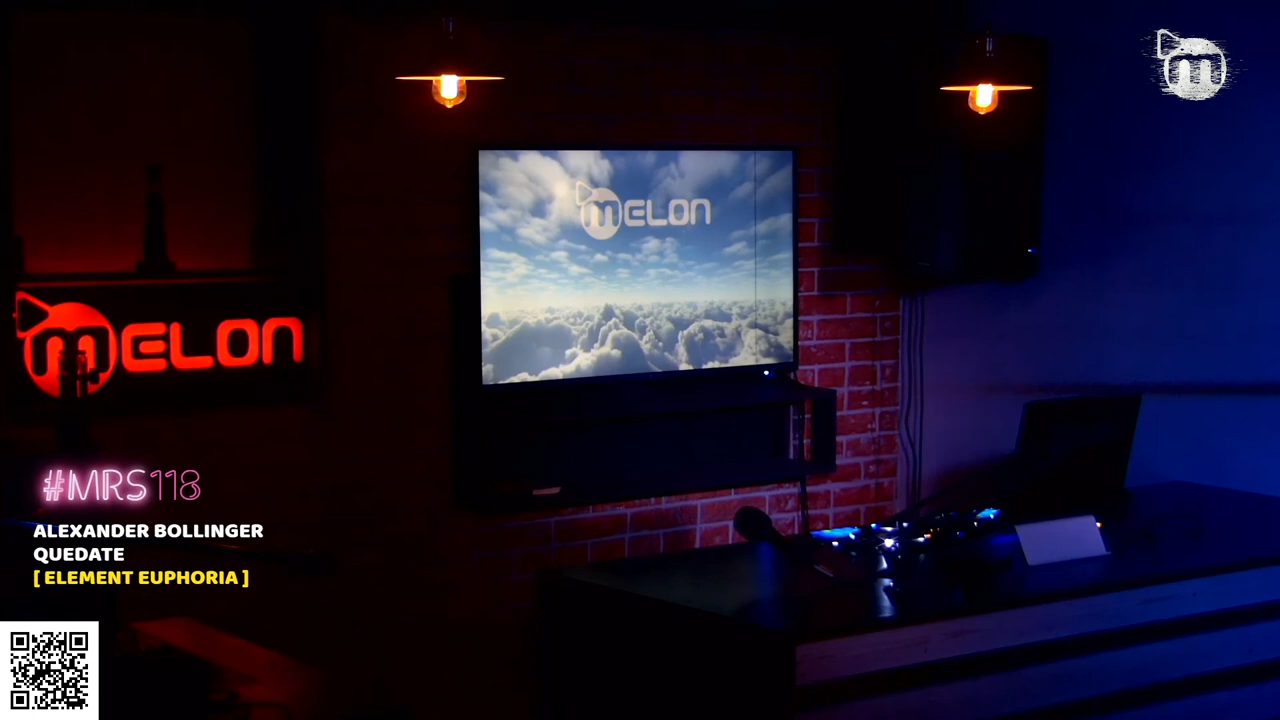 MELON
MELON
#MRS118
ALEXANDER BOLLINGER
QUEDATE
[ ELEMENT EUPHORIA ]
m